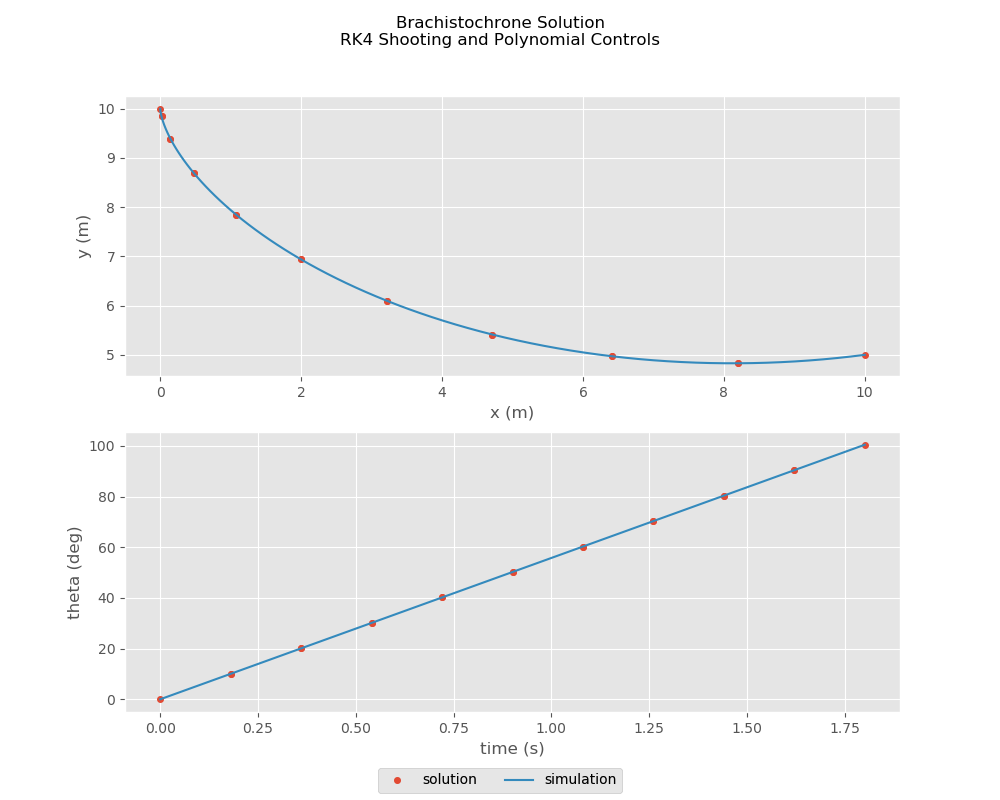 Brachistochrone Solution
RK4 Shooting and Polynomial Controls
10
9
8
7
6
5
y (m)
0 2 4 6 8 10
x (m)
100
80
60
40
20
0
theta (deg)
0.00 0.25 0.50 0.75 1.00 1.25 1.50 1.75
time (s)
solution simulation